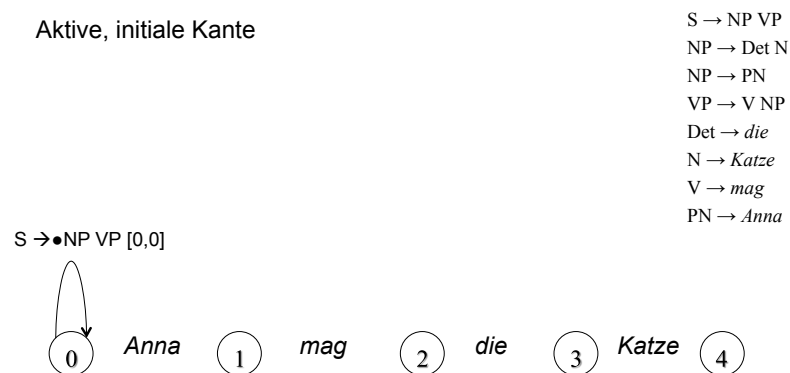 Aktive, initiale Kante
S → NP VP
NP → Det N
NP → PN
VP → V NP
Det → die
N → Katze
V → mag
PN → Anna
S →●NP VP [0,0]
0 Anna 1 mag 2 die 3 Katze 4